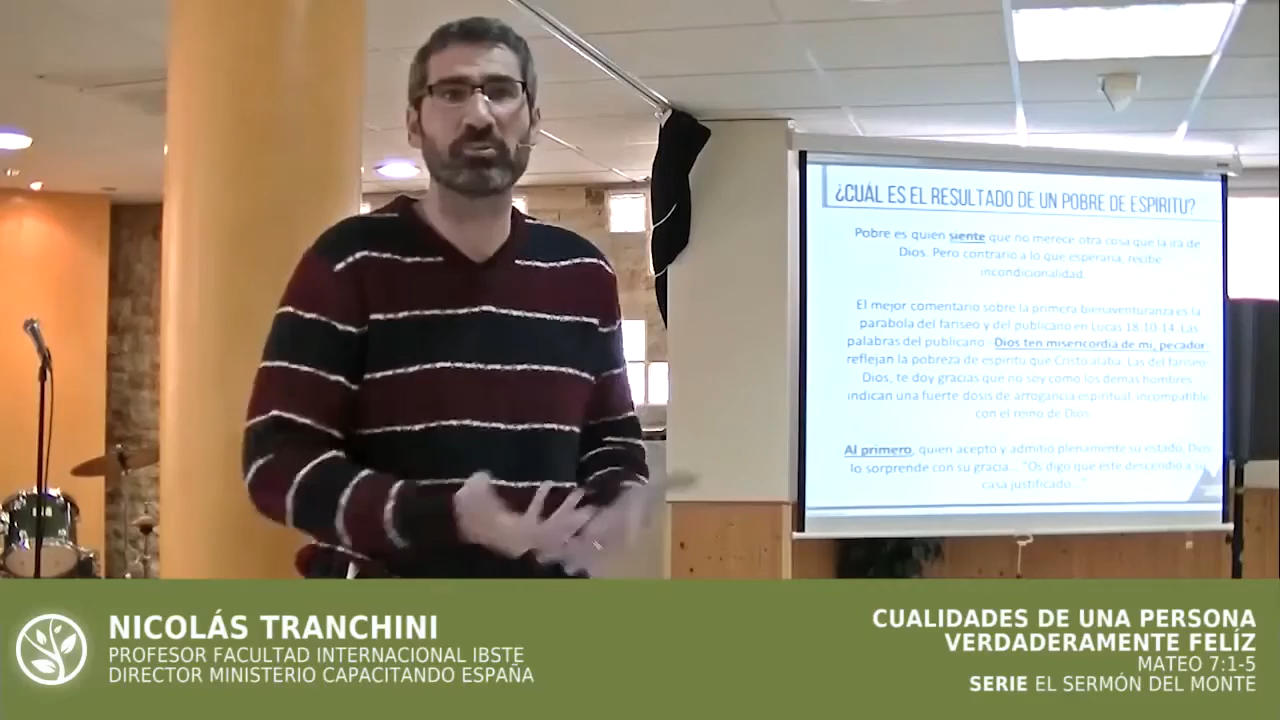 ¿CUÁL ES EL RESULTADO DE UN POBRE DE ESPIRITU?
Pobre es quien siente que no merece otra cosa que la ira de
Dios. Pero contrario a lo que esperaría, recibe
incondicionalidad.
El mejor comentario sobre la primera bienaventuranza es la
parabola del fariseo y del publicano en Lucas 18:10-14. Las
palabras del publicano: Dios ten misericordia de mi, pecador
reflejan la pobreza de espiritu que Cristo alaba. Las del fariseo
Dios, te doy gracias que no soy como los demas hombres
indican una fuerte dosis de arrogancia espiritual, incompatible
con el reino de Dios.
Al primero, quien acepto y admitió plenamente su estado, Dios
lo sorprende con su gracia... "Os digo que este descendio a su
casa justificado..."
NICOLÁS TRANCHINI
PROFESOR FACULTAD INTERNACIONAL IBSTE
DIRECTOR MINISTERIO CAPACITANDO ESPAÑA
CUALIDADES DE UNA PERSONA
VERDADERAMENTE FELÍZ
MATEO 7:1-5
SERIE EL SERMÓN DEL MONTE